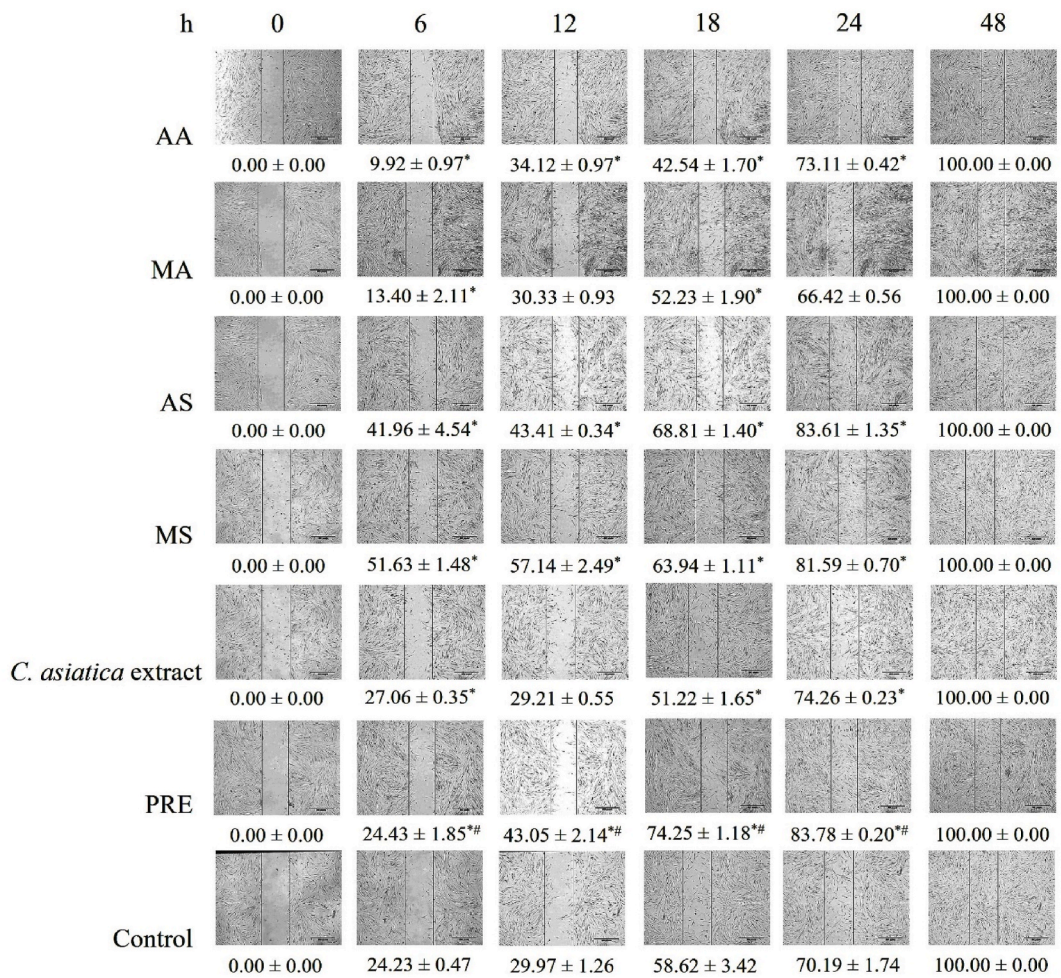 h 0 6 12 18 24 48
AA
0.00 ± 0.00 9.92 ± 0.97* 34.12 ± 0.97* 42.54 ± 1.70* 73.11 ± 0.42* 100.00 ± 0.00
MA
0.00 ± 0.00 13.40 ± 2.11* 30.33 ± 0.93 52.23 ± 1.90* 66.42 ± 0.56 100.00 ± 0.00
AS
0.00 ± 0.00 41.96 ± 4.54* 43.41 ± 0.34* 68.81 ± 1.40* 83.61 ± 1.35* 100.00 ± 0.00
MS
0.00 ± 0.00 51.63 ± 1.48* 57.14 ± 2.49* 63.94 ± 1.11* 81.59 ± 0.70* 100.00 ± 0.00
C. asiatica extract
0.00 ± 0.00 27.06 ± 0.35* 29.21 ± 0.55 51.22 ± 1.65* 74.26 ± 0.23* 100.00 ± 0.00
PRE
0.00 ± 0.00 24.43 ± 1.85*# 43.05 ± 2.14*# 74.25 ± 1.18*# 83.78 ± 0.20*# 100.00 ± 0.00
Control
0.00 ± 0.00 24.23 ± 0.47 29.97 ± 1.26 58.62 ± 3.42 70.19 ± 1.74 100.00 ± 0.00